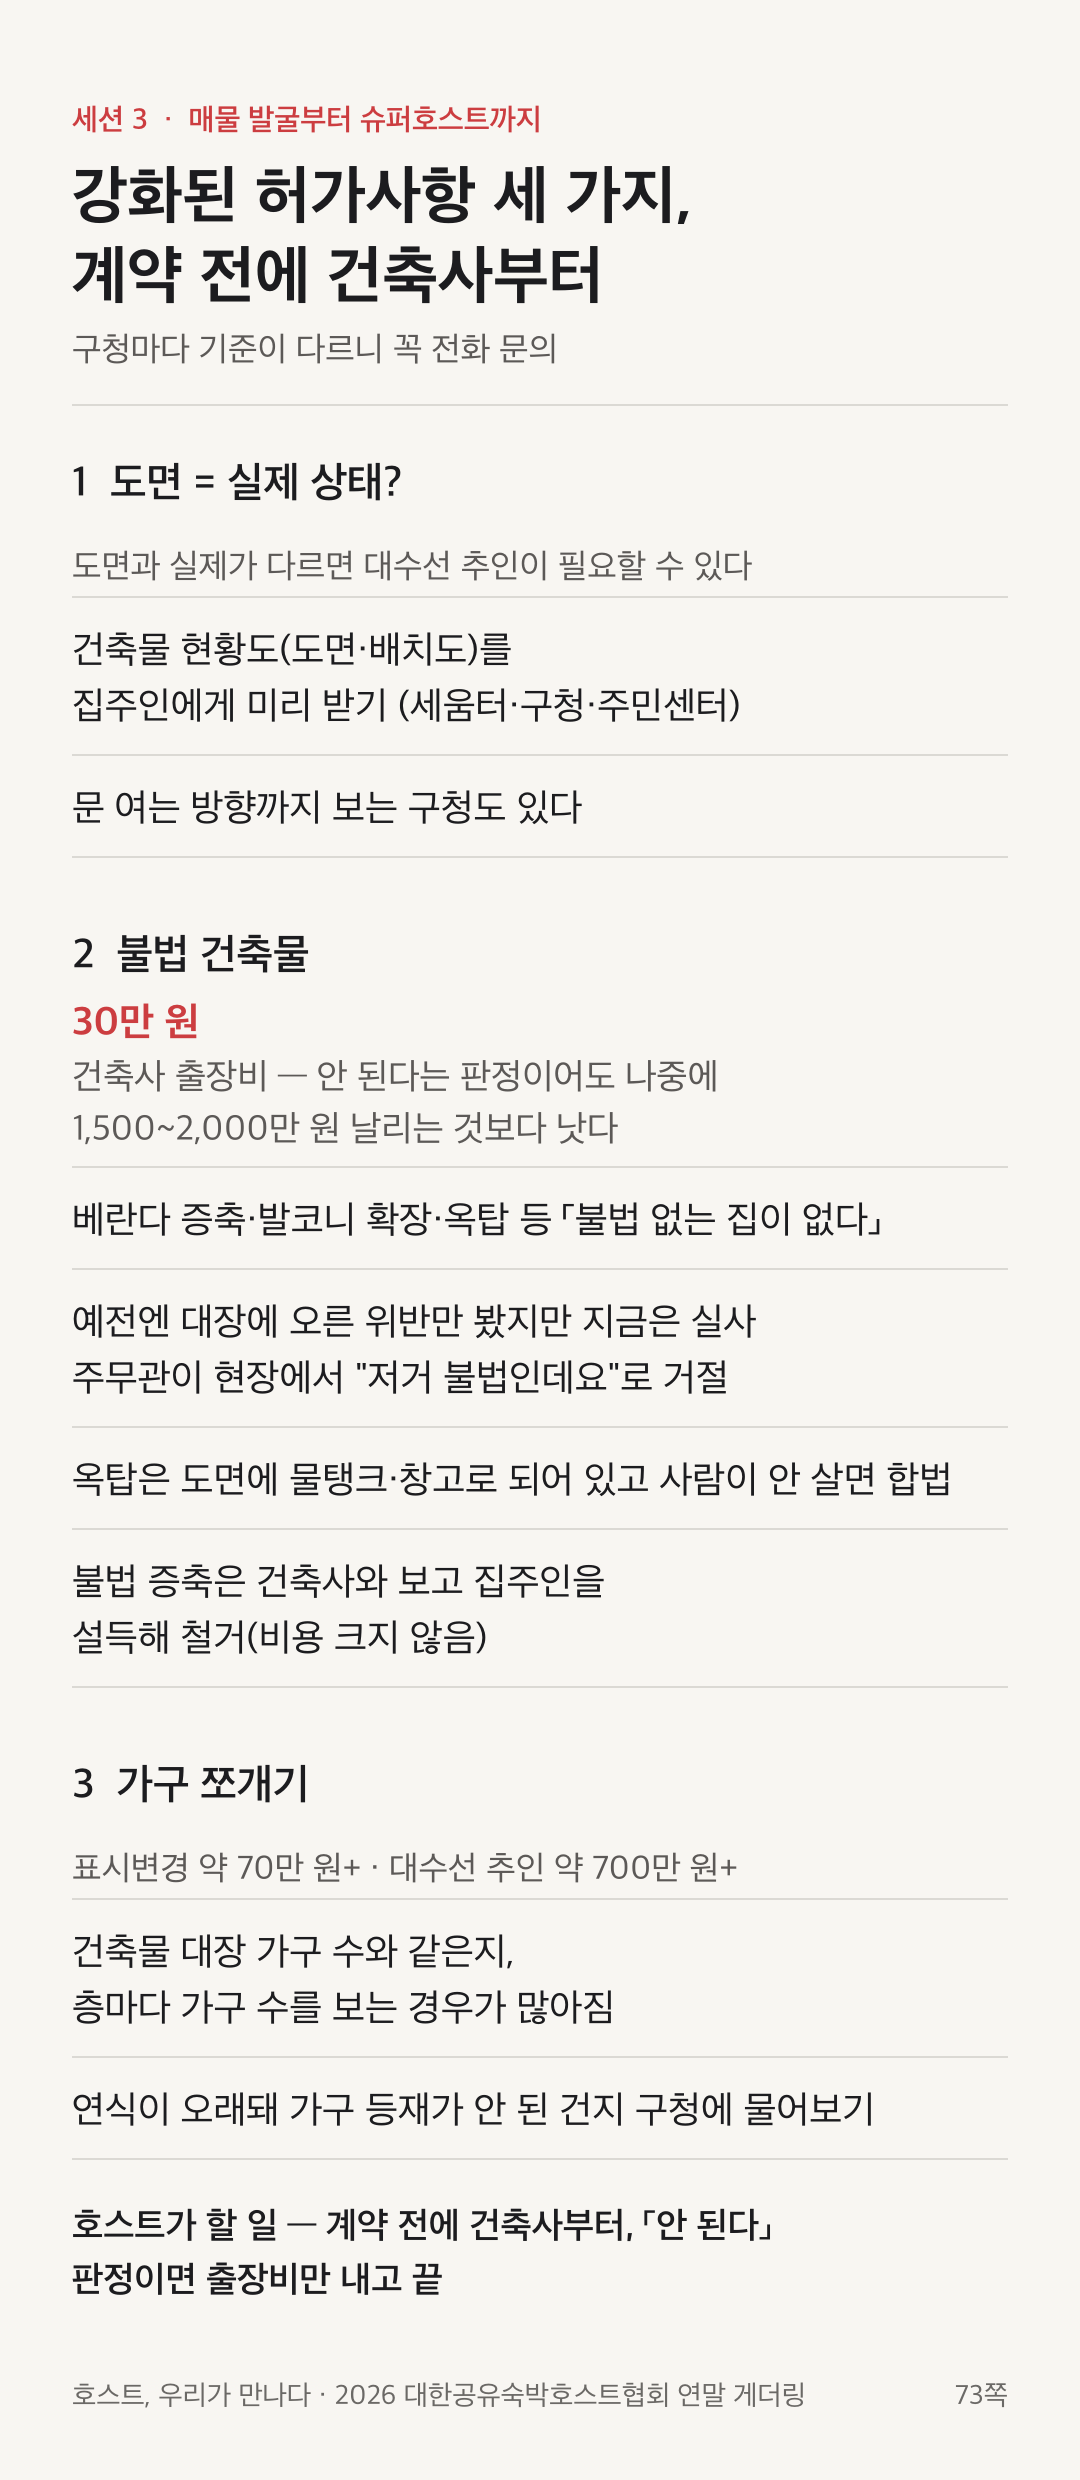 세션 3 · 매물 발굴부터 슈퍼호스트까지
강화된 허가사항 세 가지,
계약 전에 건축사부터
구청마다 기준이 다르니 꼭 전화 문의
1 도면 = 실제 상태?
도면과 실제가 다르면 대수선 추인이 필요할 수 있다
건축물 현황도(도면·배치도)를
집주인에게 미리 받기 (세움터·구청·주민센터)
문 여는 방향까지 보는 구청도 있다
2 불법 건축물
30만 원
건축사 출장비 — 안 된다는 판정이어도 나중에
1,500~2,000만 원 날리는 것보다 낫다
베란다 증축·발코니 확장·옥탑 등 「불법 없는 집이 없다」
예전엔 대장에 오른 위반만 봤지만 지금은 실사
주무관이 현장에서 "저거 불법인데요"로 거절
옥탑은 도면에 물탱크·창고로 되어 있고 사람이 안 살면 합법
불법 증축은 건축사와 보고 집주인을
설득해 철거(비용 크지 않음)
3 가구 쪼개기
표시변경 약 70만 원+ · 대수선 추인 약 700만 원+
건축물 대장 가구 수와 같은지,
층마다 가구 수를 보는 경우가 많아짐
연식이 오래돼 가구 등재가 안 된 건지 구청에 물어보기
호스트가 할 일 — 계약 전에 건축사부터, 「안 된다」
판정이면 출장비만 내고 끝
호스트, 우리가 만나다 · 2026 대한공유숙박호스트협회 연말 게더링
73쪽